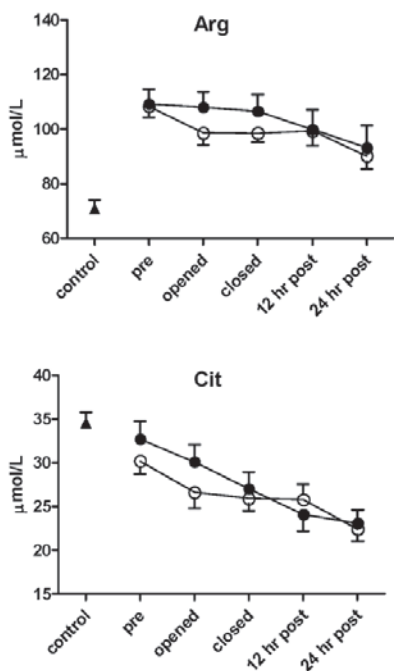 Arg
140
120
100
80
60
μmol/L
control
pre
opened
closed
12 hr post
24 hr post
Cit
40
35
30
25
20
15
μmol/L
control
pre
opened
closed
12 hr post
24 hr post